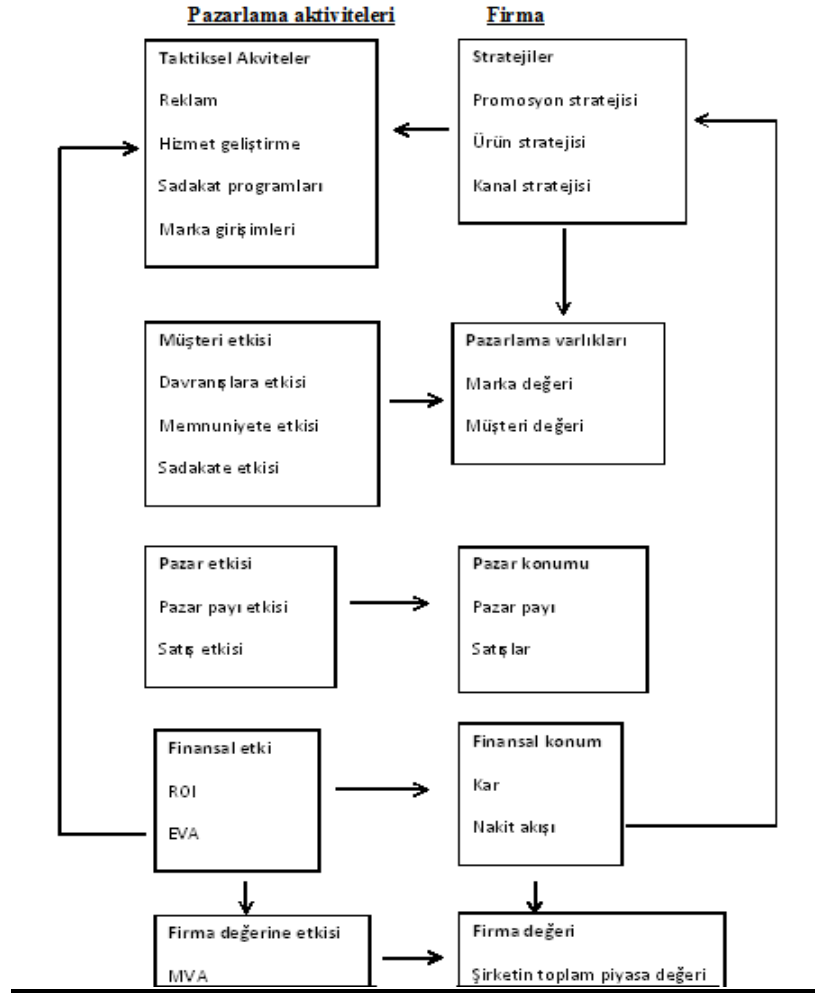 Pazarlama aktiviteleri
Firma
Taktiksel Akviteler
Reklam
Hizmet geliştirme
Sadakat programları
Marka girişimleri
Stratejiler
Promosyon stratejisi
Ürün stratejisi
Kanal stratejisi
Müşteri etkisi
Davranışlara etkisi
Memnuniyete etkisi
Sadakate etkisi
Pazarlama varlıkları
Marka değeri
Müşteri değeri
Pazar etkisi
Pazar payı etkisi
Satış etkisi
Pazar konumu
Pazar payı
Satışlar
Finansal etki
ROI
EVA
Finansal konum
Kar
Nakit akışı
Firma değerine etkisi
MVA
Firma değeri
Şirketin toplam piyasa değeri